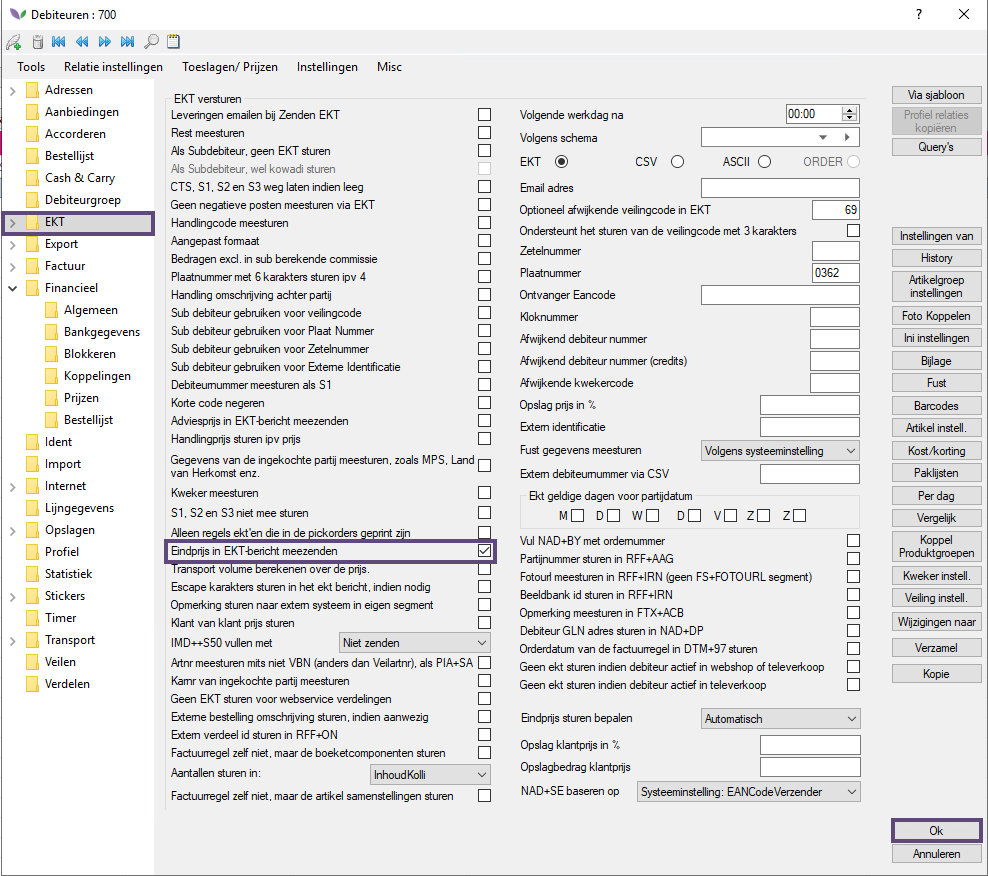 Debiteuren : 700
?
Tools Relatie instellingen Toeslagen/ Prijzen Instellingen Misc
Adressen
Aanbiedingen
Accorderen
Bestellijst
Cash & Carry
Debiteurgroep
EKT
Export
Factuur
Financieel
Algemeen
Bankgegevens
Blokkeren
Koppelingen
Prijzen
Bestellijst
Ident
Import
Internet
Lijngegevens
Opslagen
Profiel
Statistiek
Stickers
Timer
Transport
Veilen
Verdelen
EKT versturen
Leveringen emailen bij Zenden EKT
Rest meesturen
Als Subdebiteur, geen EKT sturen
Als Subdebiteur, wel kowadi sturen
CTS, S1, S2 en S3 weg laten indien leeg
Geen negatieve posten meesturen via EKT
Handlingcode meesturen
Aangepast formaat
Bedragen excl. in sub berekende commissie
Plaatnummer met 6 karakters sturen ipv 4
Handling omschrijving achter partij
Sub debiteur gebruiken voor veilingcode
Sub debiteur gebruiken voor Plaat Nummer
Sub debiteur gebruiken voor Zetelnummer
Sub debiteur gebruiken voor Externe Identificatie
Debiteurnummer meesturen als S1
Korte code negeren
Adviesprijs in EKT-bericht meezenden
Handlingprijs sturen ipv prijs
Gegevens van de ingekochte partij meesturen, zoals MPS, Land
van Herkomst enz.
Kweker meesturen
S1, S2 en S3 niet mee sturen
Alleen regels ekt'en die in de pickorders geprint zijn
Eindprijs in EKT-bericht meezenden
Transport volume berekenen over de prijs.
Escape karakters sturen in het ekt bericht, indien nodig
Opmerking sturen naar extern systeem in eigen segment
Klant van klant prijs sturen
IMD++S50 vullen met Niet zenden
Artnr meesturen mits niet VBN (anders dan Veilartnr), als PIA+SA
Kamr van ingekochte partij meesturen
Geen EKT sturen voor webservice verdelingen
Externe bestelling omschrijving sturen, indien aanwezig
Extern verdeel id sturen in RFF+ON
Factuurregel zelf niet, maar de boeketcomponenten sturen
Aantallen sturen in: InhoudKolli
Factuurregel zelf niet, maar de artikel samenstellingen sturen
Volgende werkdag na 00:00
Volgens schema
EKT CSV ASCII ORDER
Email adres
Optioneel afwijkende veilingcode in EKT 69
Ondersteunt het sturen van de veilingcode met 3 karakters
Zetelnummer
Plaatnummer 0362
Ontvanger Eancode
Kloknummer
Afwijkend debiteur nummer
Afwijkend debiteur nummer (credits)
Afwijkende kwekercode
Opslag prijs in %
Extern identificatie
Fust gegevens meesturen Volgens systeeminstelling
Extern debiteurnummer via CSV
Ekt geldige dagen voor partijdatum
M D W D V Z Z
Vul NAD+BY met ordernummer
Partijnummer sturen in RFF+AAG
Fotourl meesturen in RFF+IRN (geen FS+FOTOURL segment)
Beeldbank id sturen in RFF+IRN
Opmerking meesturen in FTX+ACB
Debiteur GLN adres sturen in NAD+DP
Orderdatum van de factuurregel in DTM+97 sturen
Geen ekt sturen indien debiteur actief in webshop of televerkoop
Geen ekt sturen indien debiteur actief in televerkoop
Eindprijs sturen bepalen Automatisch
Opslag klantprijs in %
Opslagbedrag klantprijs
NAD+SE baseren op Systeeminstelling: EANCodeVerzender
Via sjabloon
Profiel relaties
kopiëren
Query's
Instellingen van
History
Artikelgroep
instellingen
Foto Koppelen
Ini instellingen
Bijlage
Fust
Barcodes
Artikel instell.
Kost/korting
Paklijsten
Per dag
Vergelijk
Koppel
Produktgroepen
Kweker instell.
Veiling instell.
Wijzigingen naar
Verzamel
Kopie
Ok
Annuleren